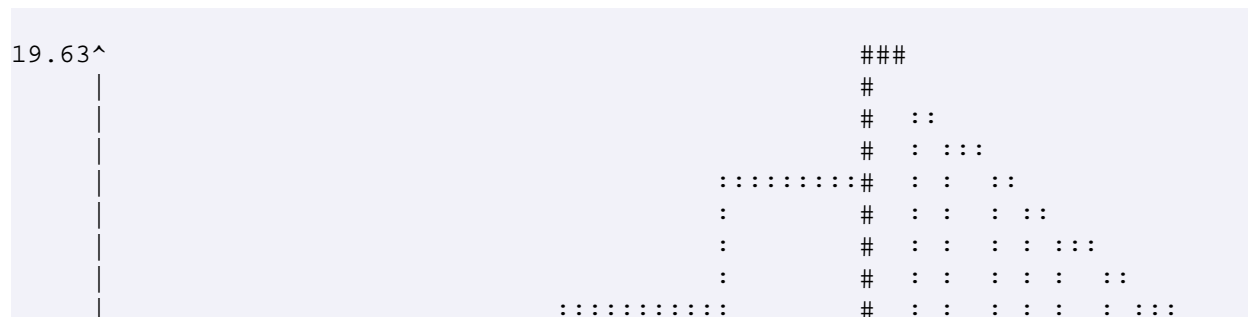 19.63^                                               ###
     |                                               #
     |                                               #  ::
     |                                               #  : :::
     |                                      :::::::::#  : :  ::
     |                                      :        #  : :  : ::
     |                                      :        #  : :  : : :::
     |                                      :        #  : :  : : :  ::
     |                            :::::::::::        #  : :  : : :  : :::